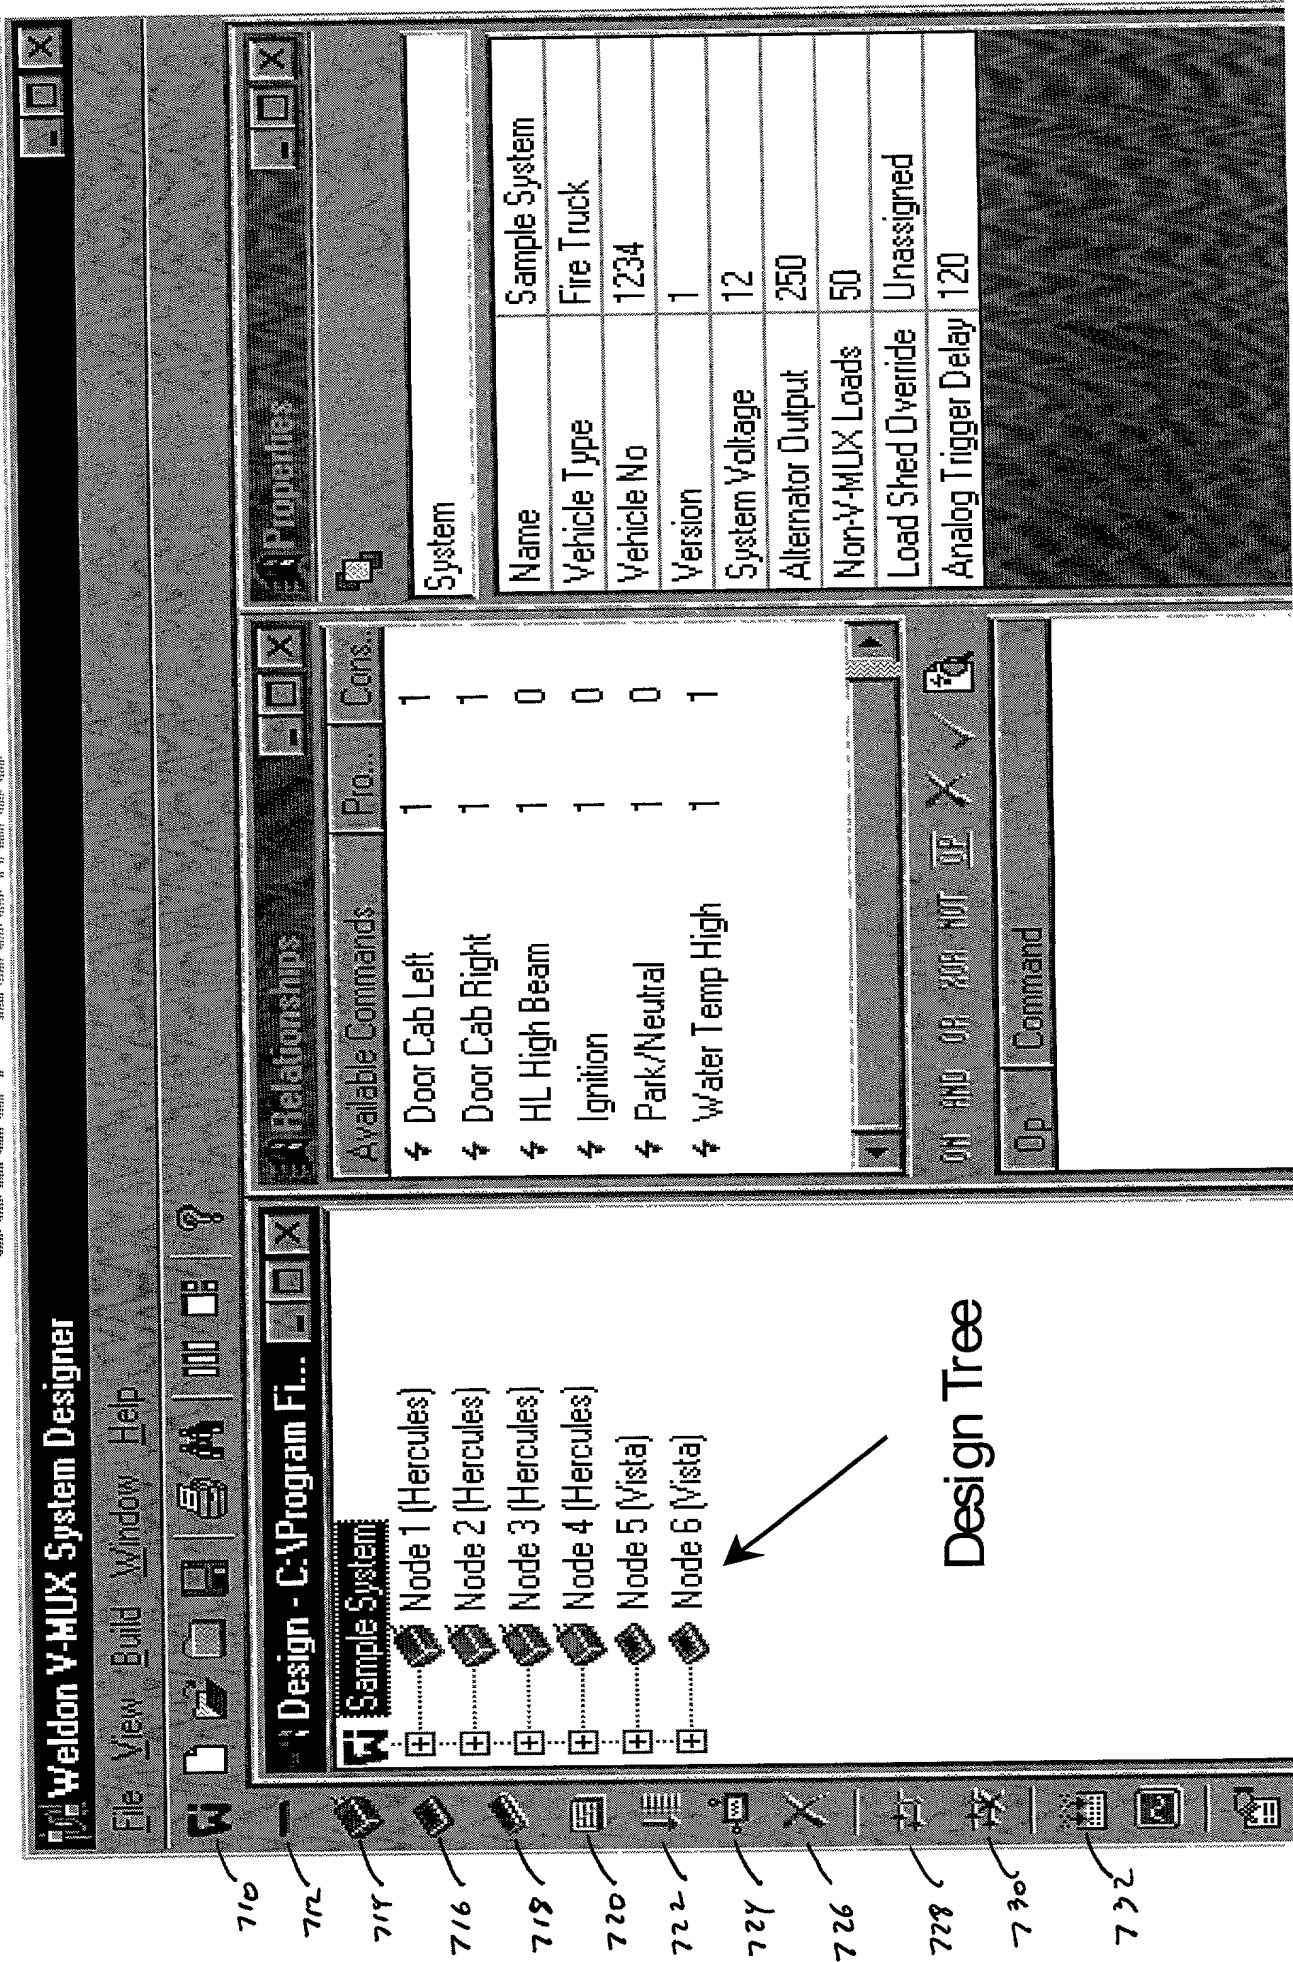 Weldon V-MUX System Designer
File View Build Window Help
Design - C:\Program Fi...
Sample System
Node 1 (Hercules)
Node 2 (Hercules)
Node 3 (Hercules)
Node 4 (Hercules)
Node 5 (Vista)
Node 6 (Vista)
Design Tree
Relationships
Available Commands Pro... Cons...
Door Cab Left 1 1
Door Cab Right 1 1
HL High Beam 1 0
Ignition 1 0
Park/Neutral 1 0
Water Temp High 1 1
ON AND OR XOR NOT OP
Op Command
Properties
System
Name Sample System
Vehicle Type Fire Truck
Vehicle No 1234
Version 1
System Voltage 12
Alternator Output 250
Non-V-MUX Loads 50
Load Shed Override Unassigned
Analog Trigger Delay 120
710
712
714
716
718
720
722
724
726
728
730
732